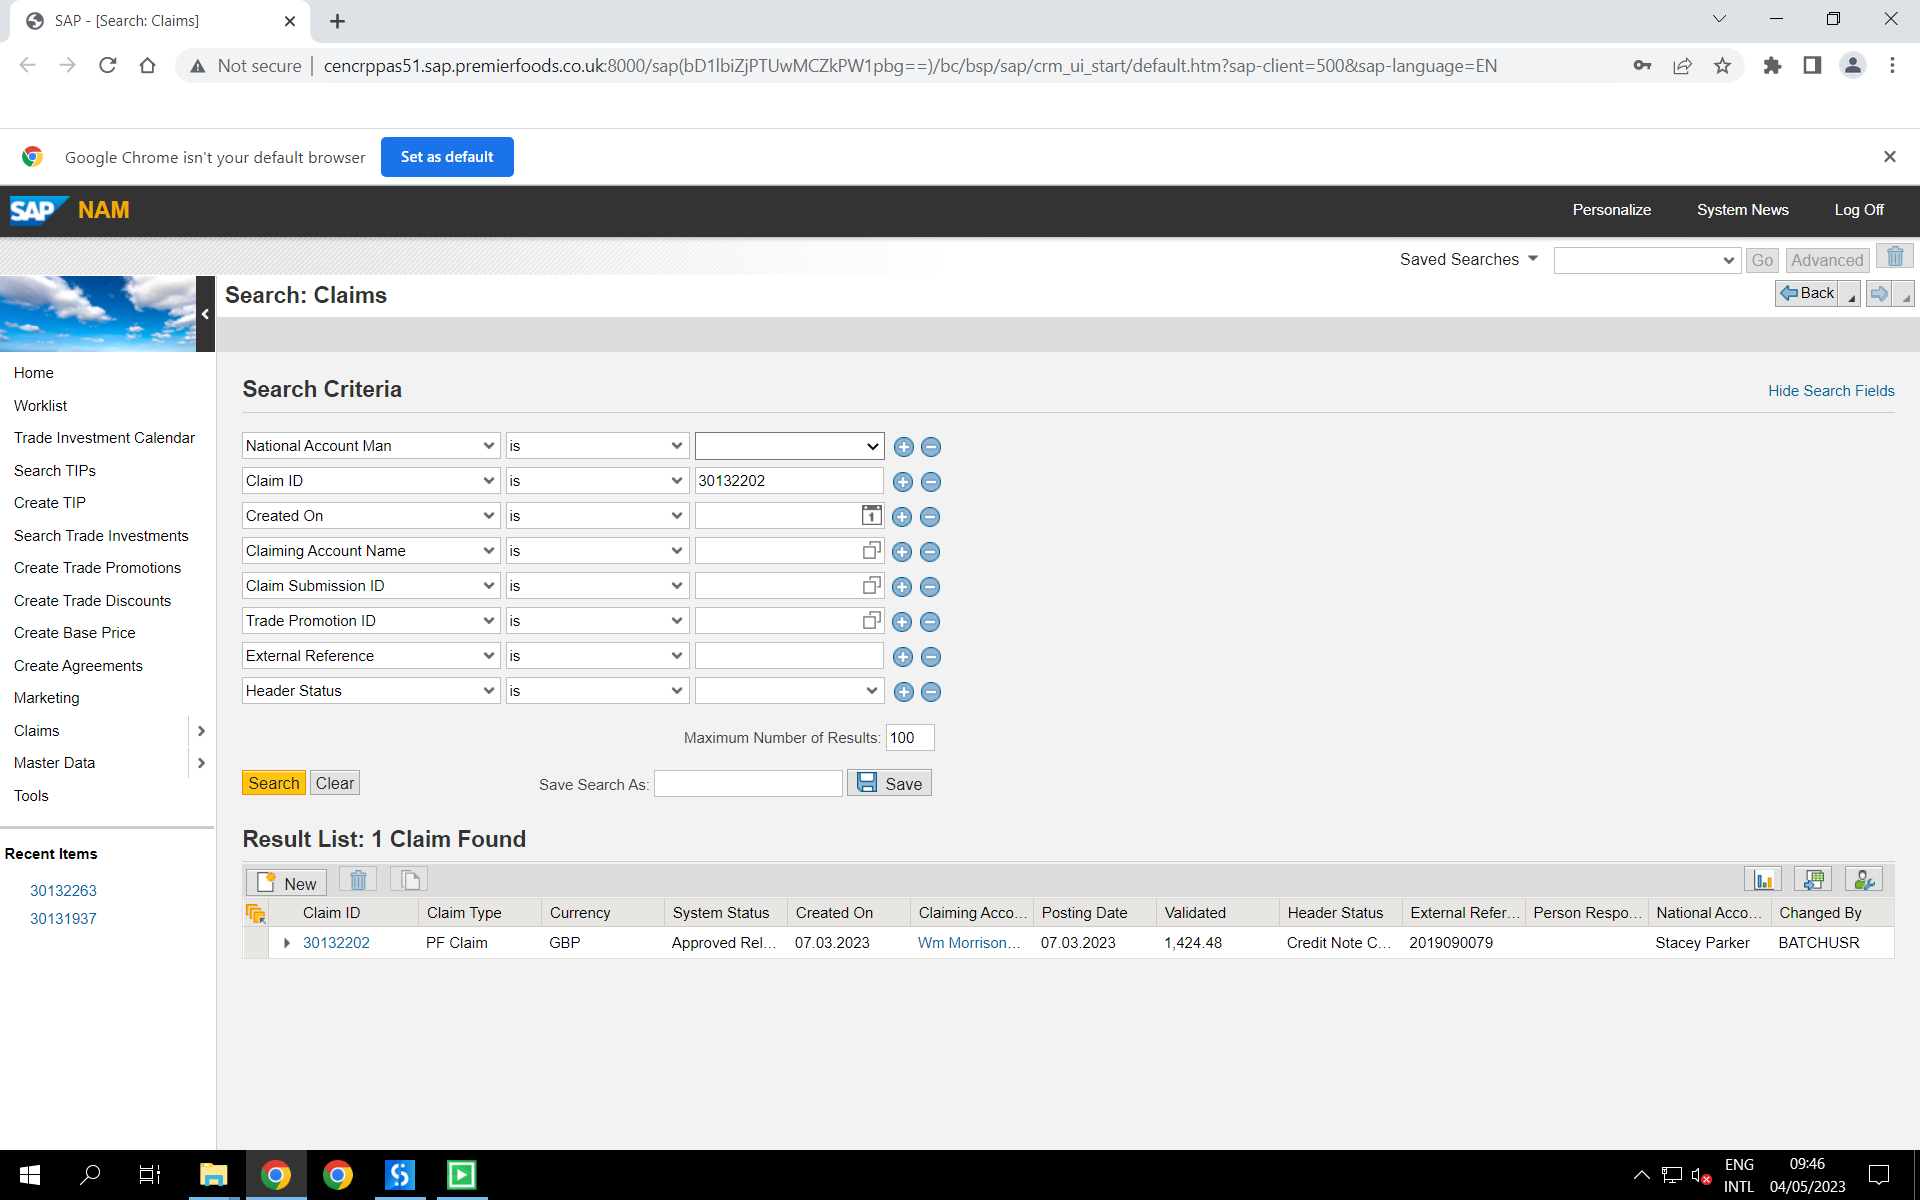 SAP - [Search: Claims]
Not secure
cencrppas51.sap.premierfoods.co.uk:8000/sap(bD1lbiZjPTUwMCZkPW1pbg==)/bc/bsp/sap/crm_ui_start/default.htm?sap-client=500&sap-language=EN
Google Chrome isn't your default browser
Set as default
SAP NAM
Personalize
System News
Log Off
Saved Searches
Go
Advanced
Search: Claims
Back
Home
Worklist
Trade Investment Calendar
Search TIPs
Create TIP
Search Trade Investments
Create Trade Promotions
Create Trade Discounts
Create Base Price
Create Agreements
Marketing
Claims
Master Data
Tools
Recent Items
30132263
30131937
Search Criteria
Hide Search Fields
National Account Man is
Claim ID is 30132202
Created On is 1
Claiming Account Name is
Claim Submission ID is
Trade Promotion ID is
External Reference is
Header Status is
Maximum Number of Results: 100
Search Clear Save Search As: Save
Result List: 1 Claim Found
New
Claim ID Claim Type Currency System Status Created On Claiming Acco... Posting Date Validated Header Status External Refer... Person Respo... National Acco... Changed By
30132202 PF Claim GBP Approved Rel... 07.03.2023 Wm Morrison... 07.03.2023 1,424.48 Credit Note C... 2019090079 Stacey Parker BATCHUSR
ENG
INTL
09:46
04/05/2023